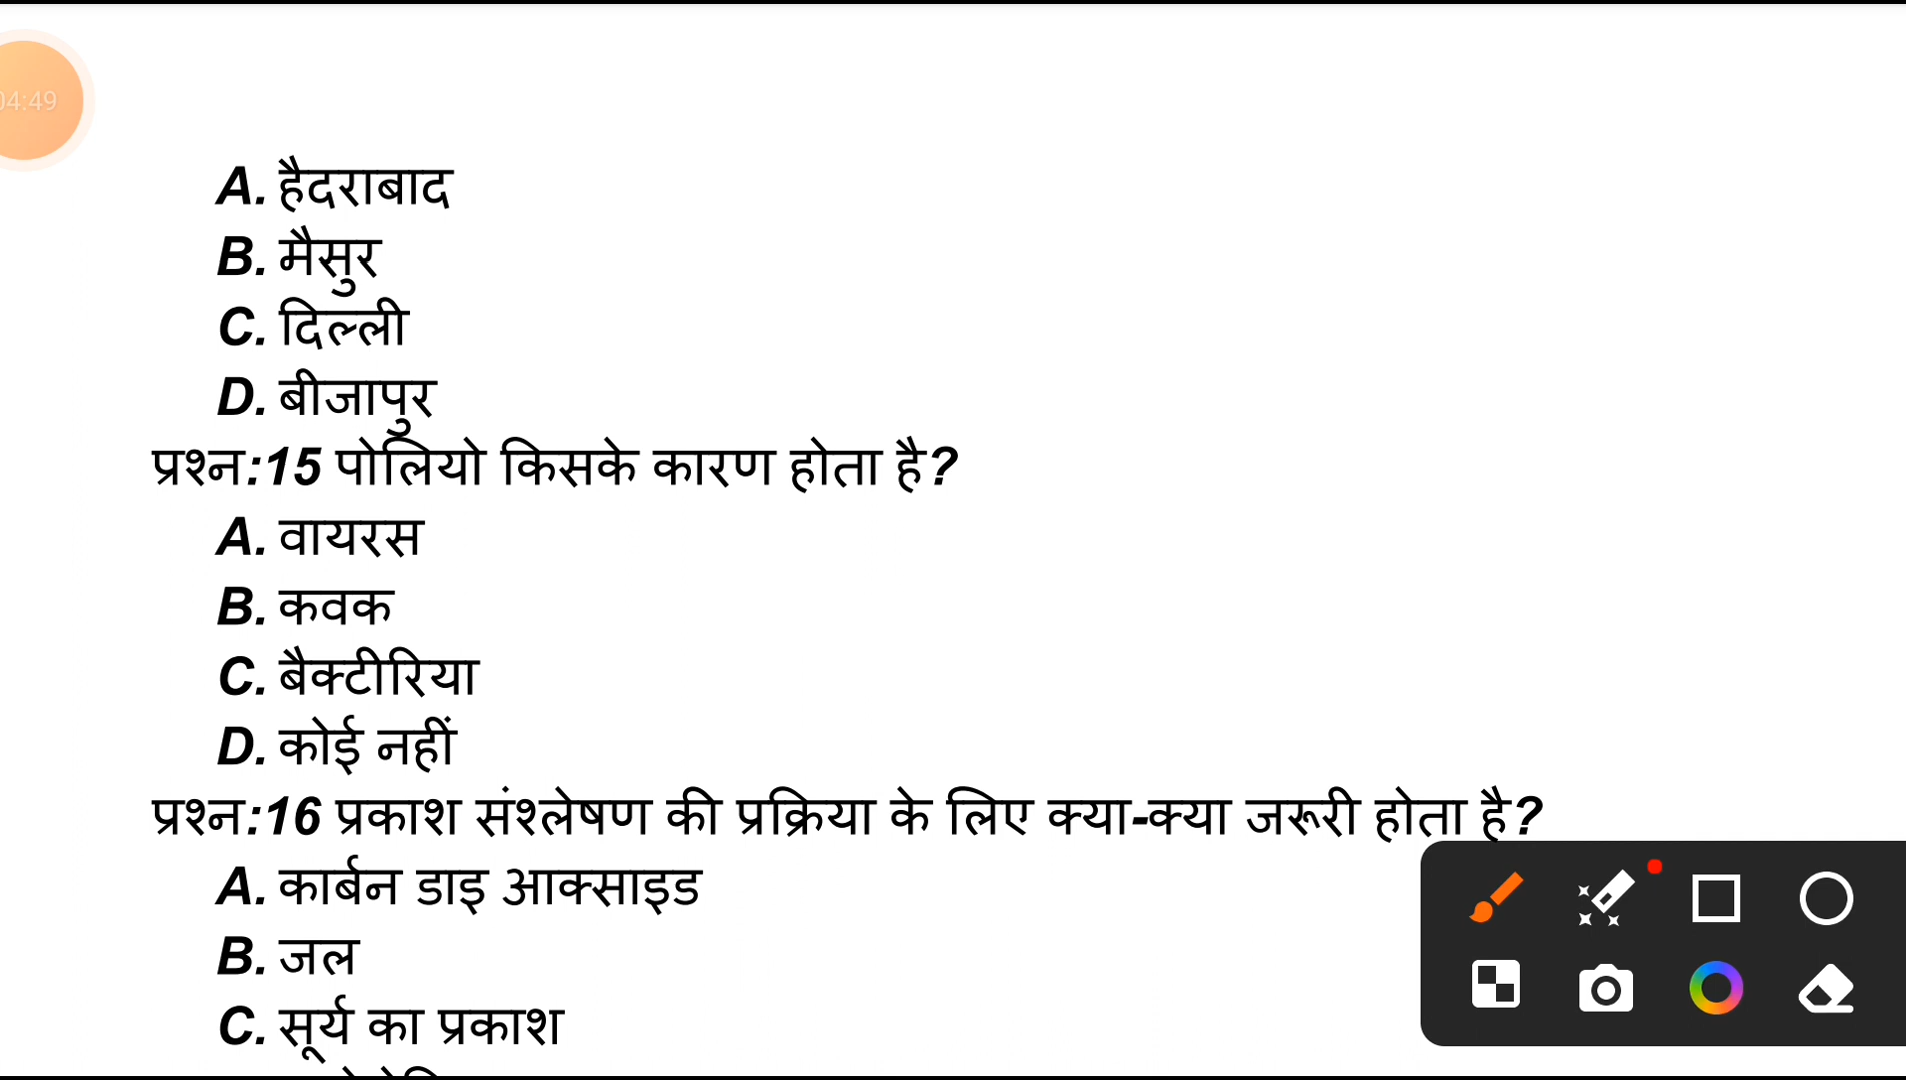 04:49
A. हैदराबाद
B. मैसुर
C. दिल्ली
D. बीजापुर
प्रश्न:15 पोलियो किसके कारण होता है?
A. वायरस
B. कवक
C. बैक्टीरिया
D. कोई नहीं
प्रश्न:16 प्रकाश संश्लेषण की प्रक्रिया के लिए क्या-क्या जरूरी होता है?
A. कार्बन डाइ आक्साइड
B. जल
C. सूर्य का प्रकाश